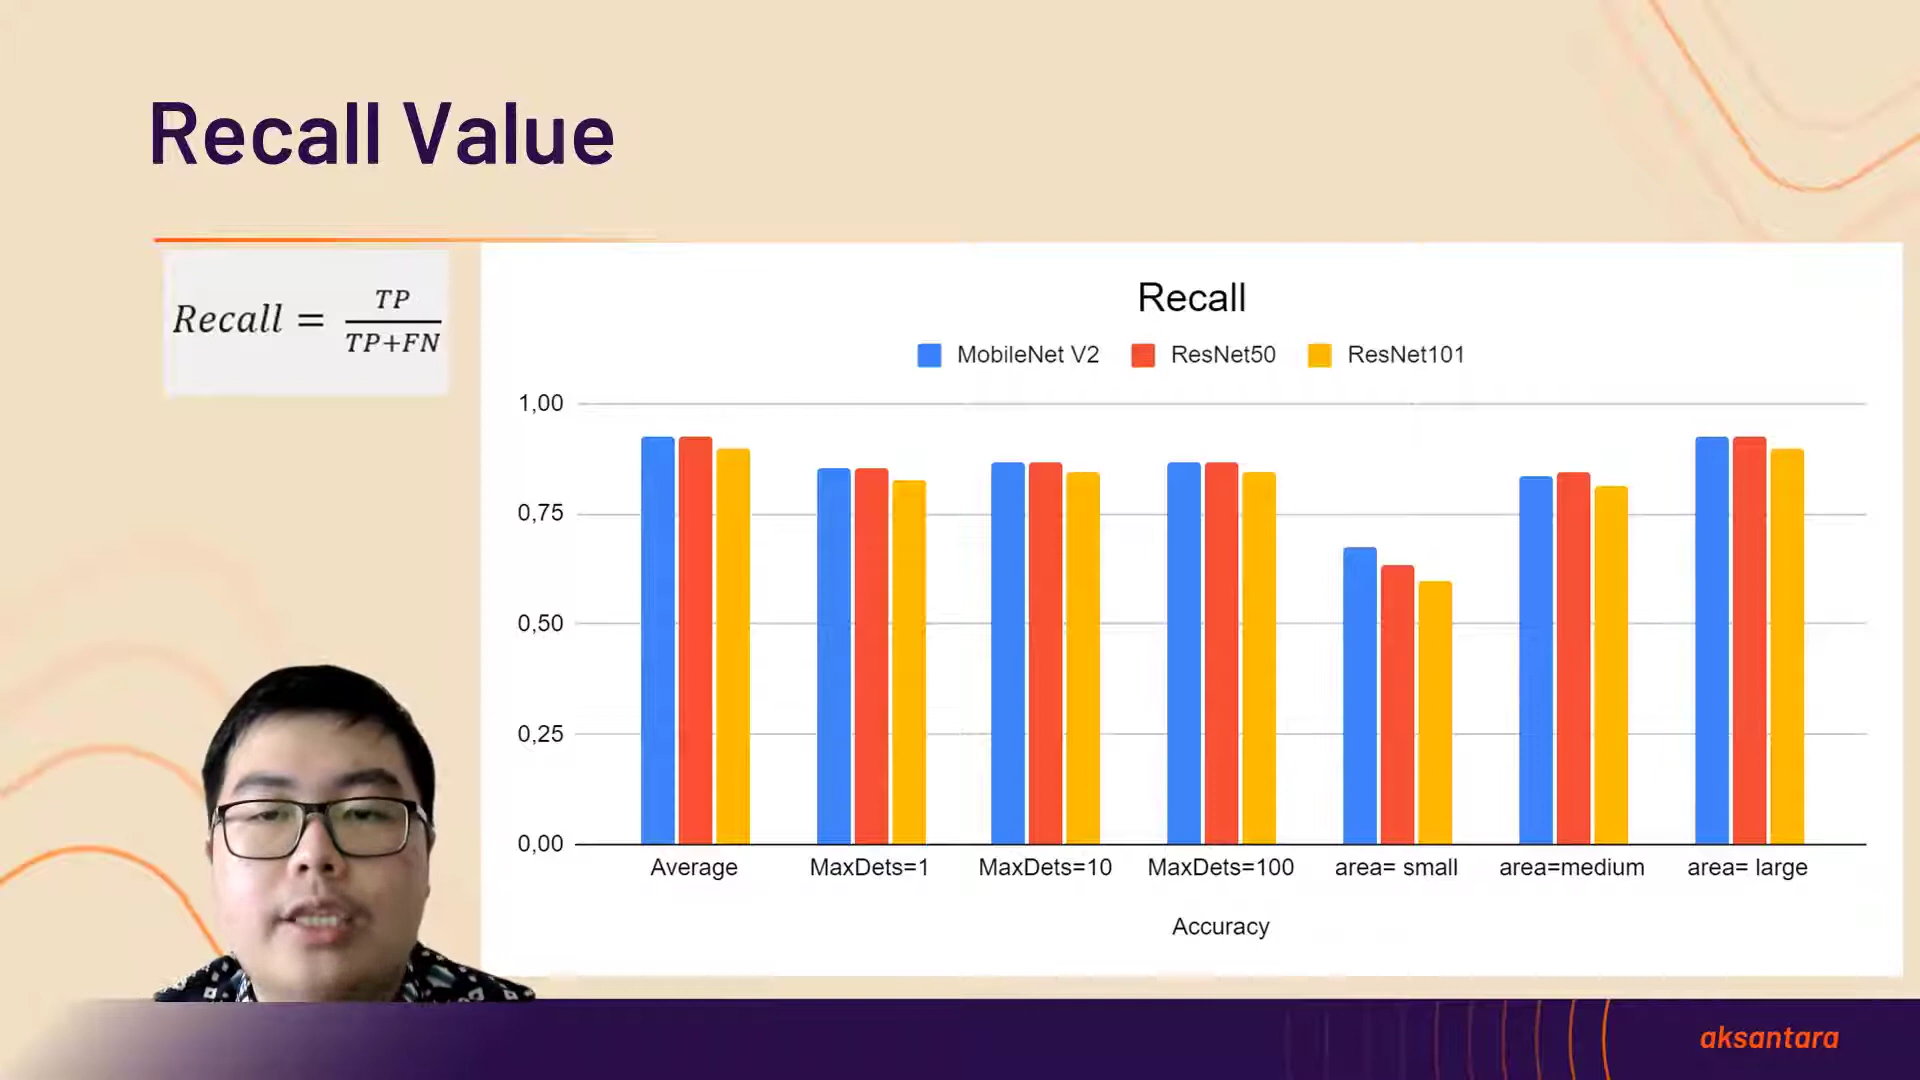 Recall Value
Recall = TP / TP+FN
Recall
MobileNet V2 ResNet50 ResNet101
1,00
0,75
0,50
0,25
0,00
Average MaxDets=1 MaxDets=10 MaxDets=100 area= small area=medium area= large
Accuracy
aksantara